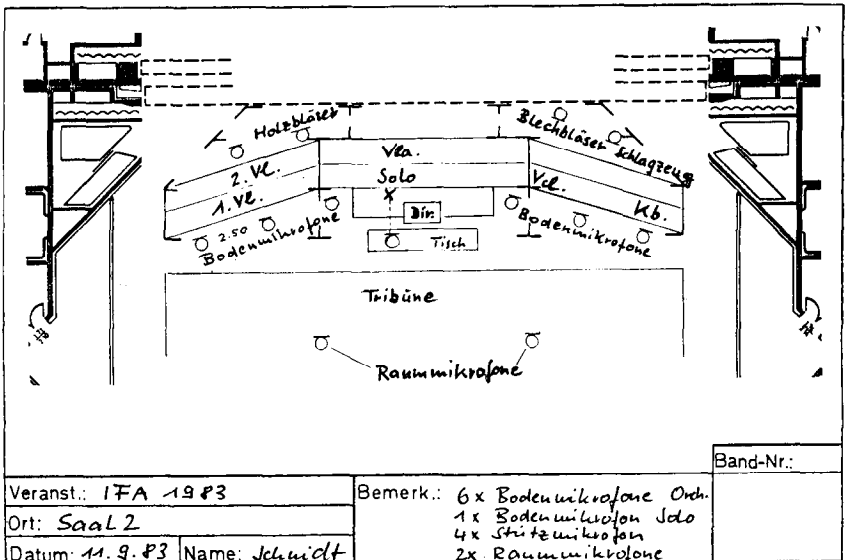 Holzbläser
Blechbläser
Schlagzeug
Vla.
2. Vl.
Solo
Vcl.
1. Vl.
Dir.
Kb.
2.50
Bodenmikrofone
Bodenmikrofone
Tisch
Tribüne
Raummikrofone
Band-Nr.:
Veranst.: IFA 1983
Bemerk.: 6x Bodenmikrofone Orch.
1x Bodenmikrofon Solo
4x Stützmikrofon
2x Raummikrofone
Ort: Saal 2
Datum: 11.9.83
Name: Schmidt